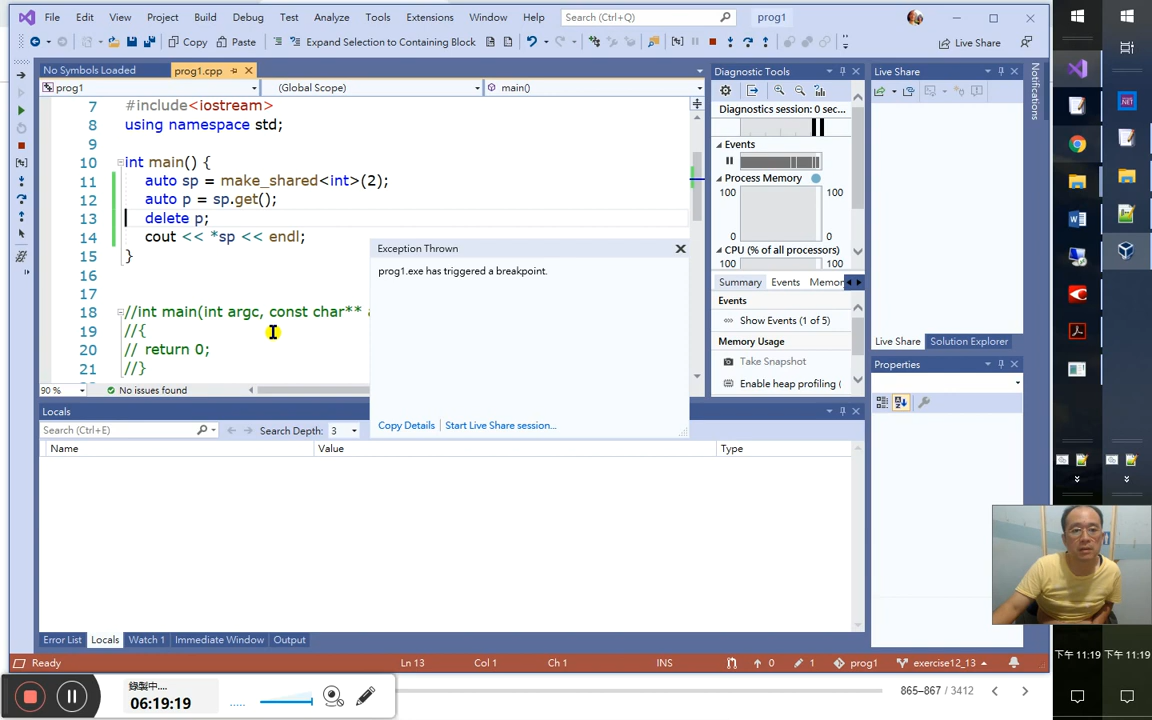 File Edit View Project Build Debug Test Analyze Tools Extensions Window Help Search (Ctrl+Q) prog1
Copy Paste Expand Selection to Containing Block Live Share
No Symbols Loaded prog1.cpp
prog1 (Global Scope) main()
7 #include<iostream>
8 using namespace std;
9
10 int main() {
11 auto sp = make_shared<int>(2);
12 auto p = sp.get();
13 delete p;
14 cout << *sp << endl;
15 }
16
17
18 //int main(int argc, const char** a
19 //{
20 // return 0;
21 //}
90 % No issues found
Exception Thrown
prog1.exe has triggered a breakpoint.
Copy Details Start Live Share session...
Diagnostic Tools
Diagnostics session: 0 sec...
Events
Process Memory
100 100
0 0
CPU (% of all processors)
100 100
Summary Events Memor
Events
Show Events (1 of 5)
Memory Usage
Take Snapshot
Enable heap profiling (
Live Share
Live Share Solution Explorer
Properties
Notifications
Locals
Search (Ctrl+E) Search Depth: 3
Name Value Type
Error List Locals Watch 1 Immediate Window Output
Ready Ln 13 Col 1 Ch 1 INS 0 1 prog1 exercise12_13
錄製中....
06:19:19
865–867 / 3412
下午 11:19 下午 11:19